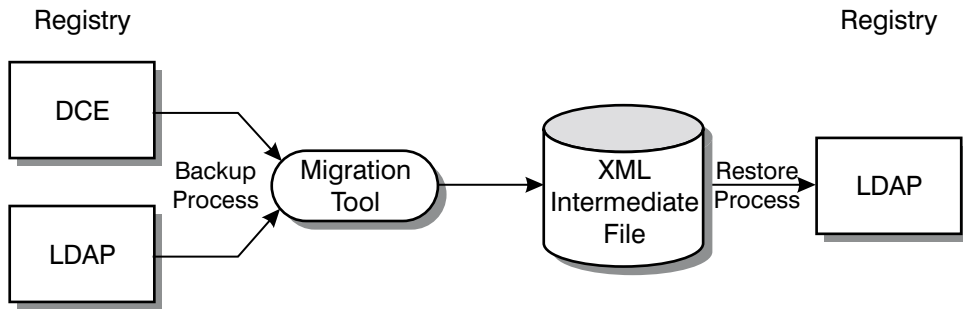 Registry
Registry
DCE
Backup
Process
LDAP
Migration
Tool
XML
Intermediate
File
Restore
Process
LDAP